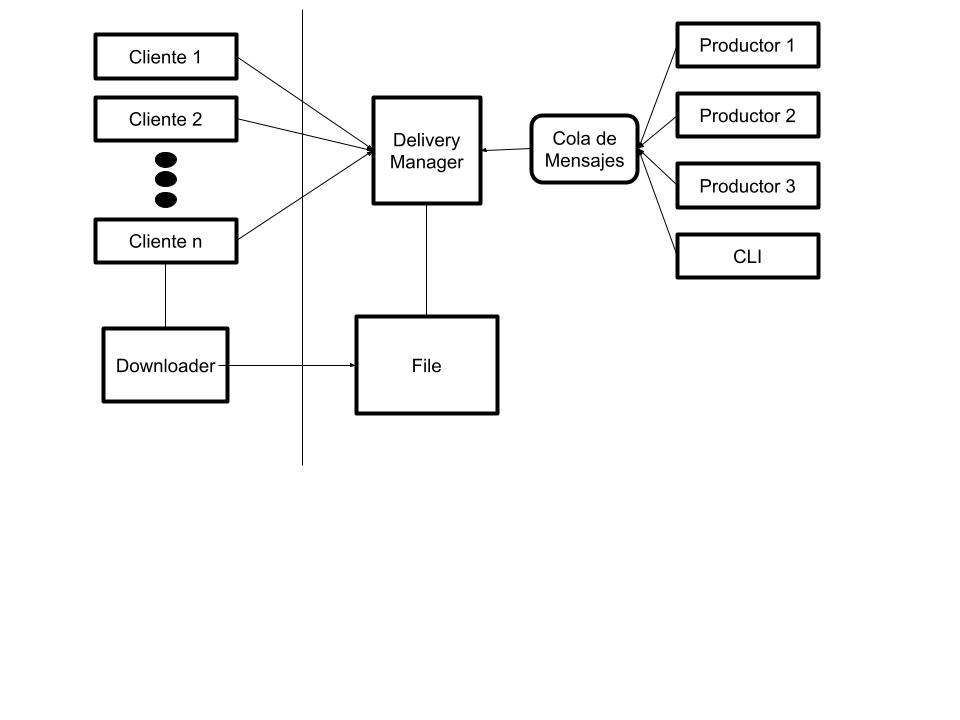 Cliente 1
Cliente 2
Cliente n
Downloader
Delivery
Manager
File
Cola de
Mensajes
Productor 1
Productor 2
Productor 3
CLI